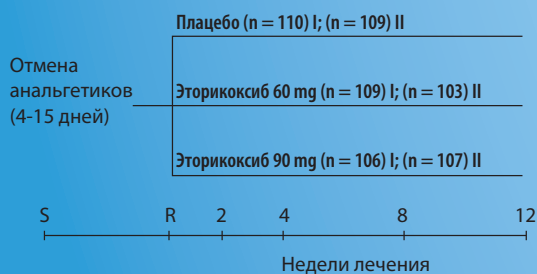 Плацебо (n = 110) I; (n = 109) II
Отмена
анальгетиков
(4-15 дней)
Эторикоксиб 60 mg (n = 109) I; (n = 103) II
Эторикоксиб 90 mg (n = 106) I; (n = 107) II
S R 2 4 8 12
Недели лечения